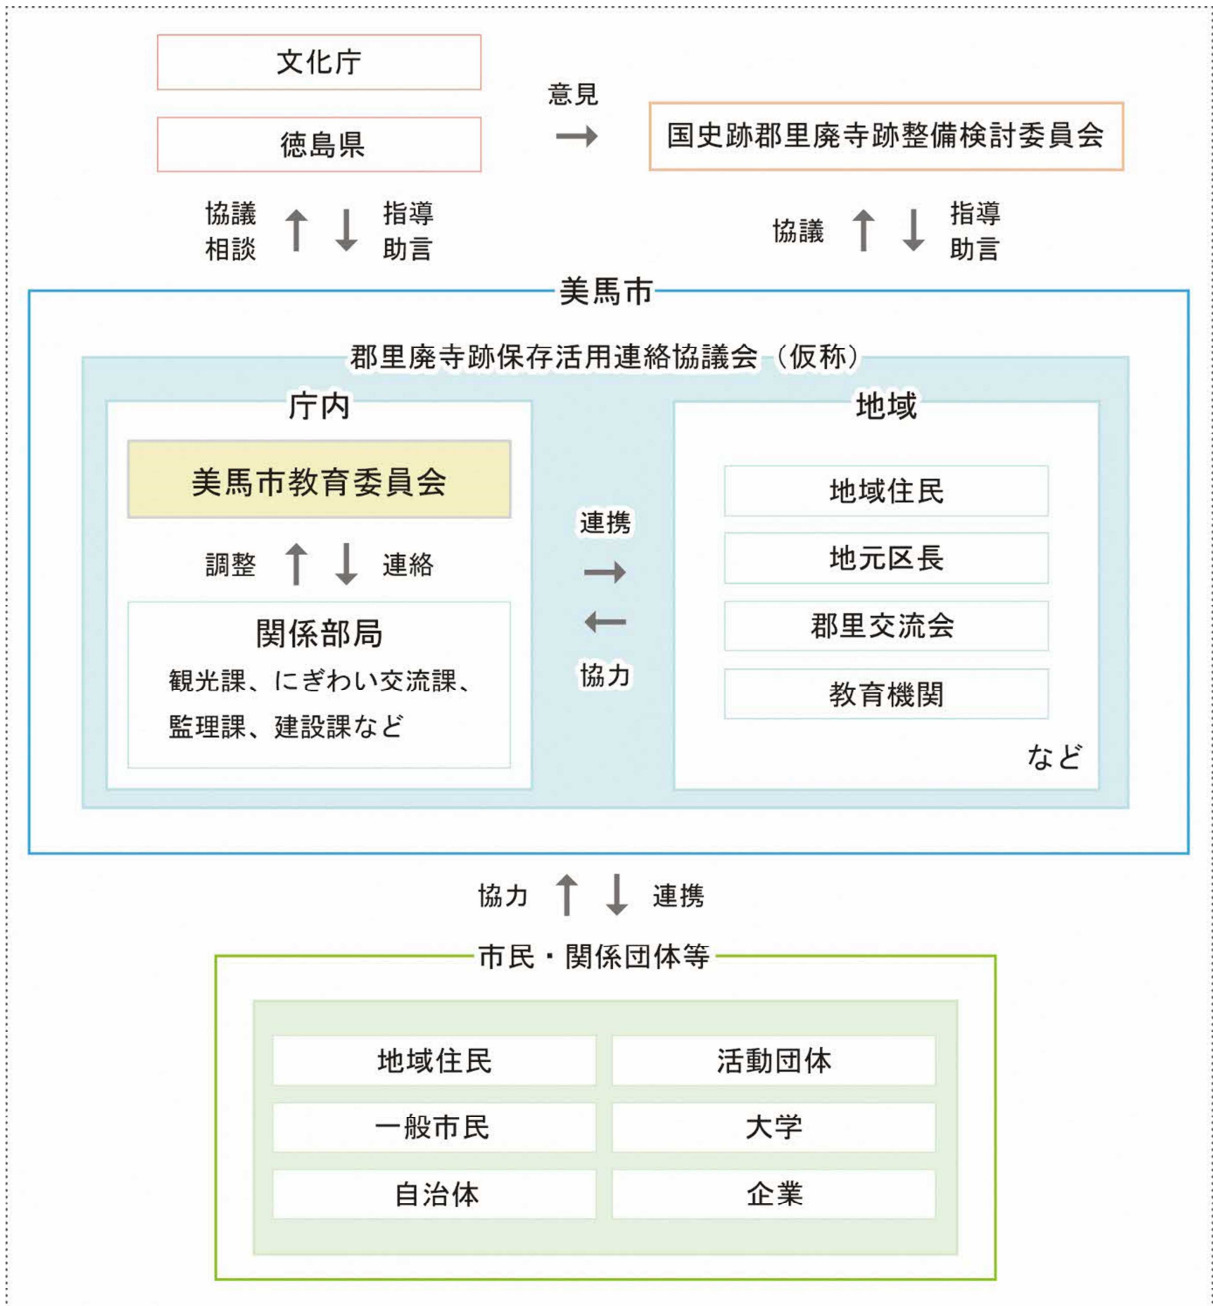 文化庁
徳島県
意見
国史跡郡里廃寺跡整備検討委員会
協議
相談
指導
助言
協議
指導
助言
美馬市
郡里廃寺跡保存活用連絡協議会（仮称）
庁内
美馬市教育委員会
調整
連絡
関係部局
観光課、にぎわい交流課、
監理課、建設課など
連携
協力
地域
地域住民
地元区長
郡里交流会
教育機関
など
協力
連携
市民・関係団体等
地域住民
活動団体
一般市民
大学
自治体
企業